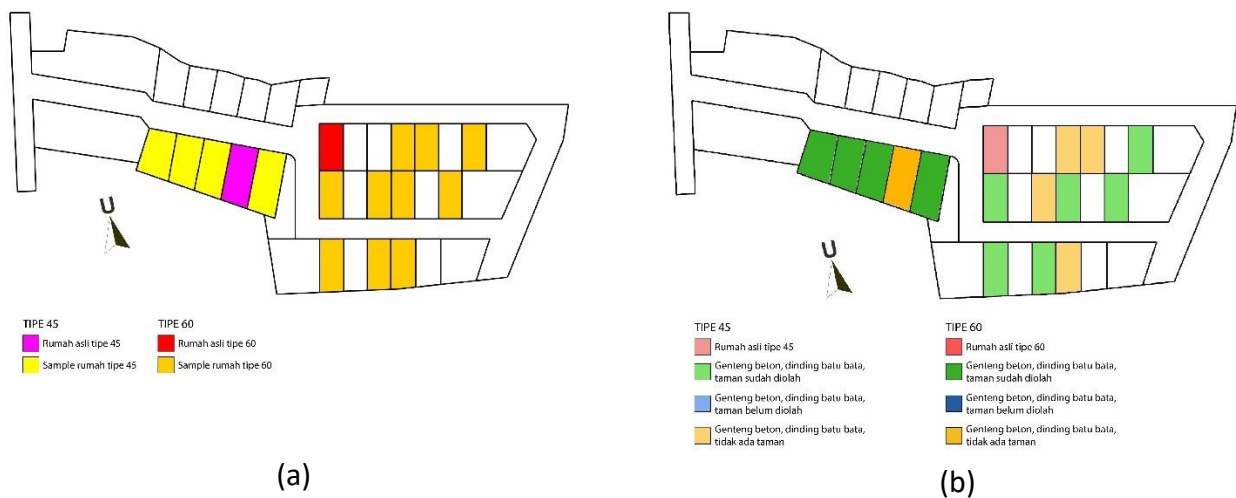 U
TIPE 45
Rumah asli tipe 45
Sample rumah tipe 45
TIPE 60
Rumah asli tipe 60
Sample rumah tipe 60
(a)
U
TIPE 45
Rumah asli tipe 45
Genteng beton, dinding batu bata,
taman sudah diolah
Genteng beton, dinding batu bata,
taman belum diolah
Genteng beton, dinding batu bata,
tidak ada taman
TIPE 60
Rumah asli tipe 60
Genteng beton, dinding batu bata,
taman sudah diolah
Genteng beton, dinding batu bata,
taman belum diolah
Genteng beton, dinding batu bata,
tidak ada taman
(b)